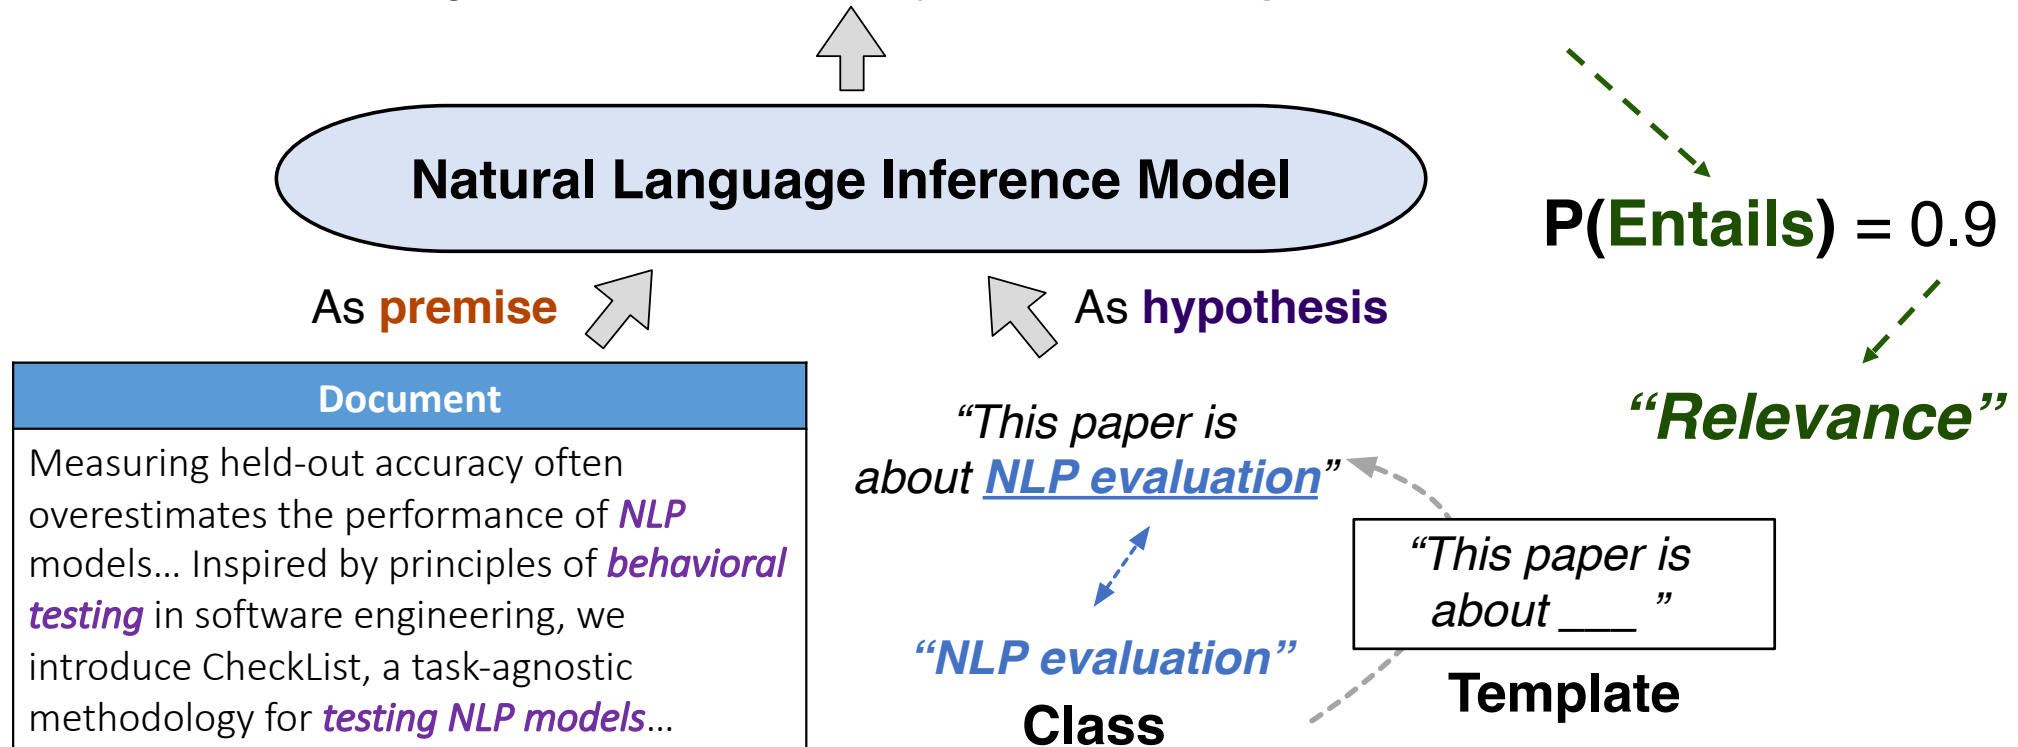 Natural Language Inference Model
P(Entails) = 0.9
As premise
As hypothesis
“Relevance”
Document
Measuring held-out accuracy often
overestimates the performance of NLP
models... Inspired by principles of behavioral
testing in software engineering, we
introduce CheckList, a task-agnostic
methodology for testing NLP models...
“This paper is
about NLP evaluation”
“NLP evaluation”
Class
“This paper is
about ___ ”
Template